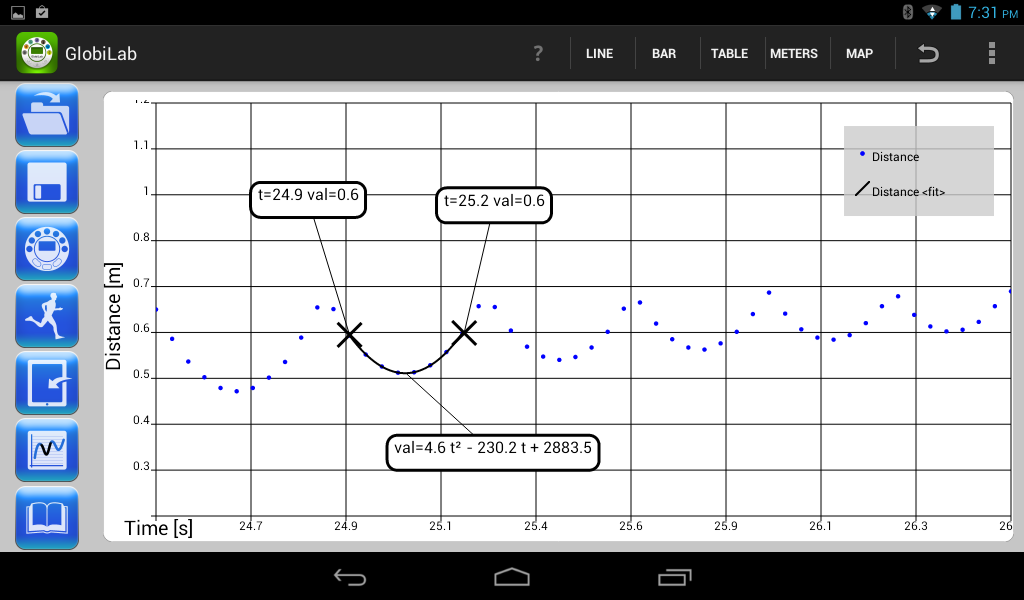 7:31 PM
GlobiLab
? LINE BAR TABLE METERS MAP
1.2
1.1
1
0.8
0.7
0.6
0.5
0.4
0.3
Distance [m]
t=24.9 val=0.6
t=25.2 val=0.6
Distance
Distance <fit>
val=4.6 t² - 230.2 t + 2883.5
Time [s]
24.7 24.9 25.1 25.4 25.6 25.9 26.1 26.3 26